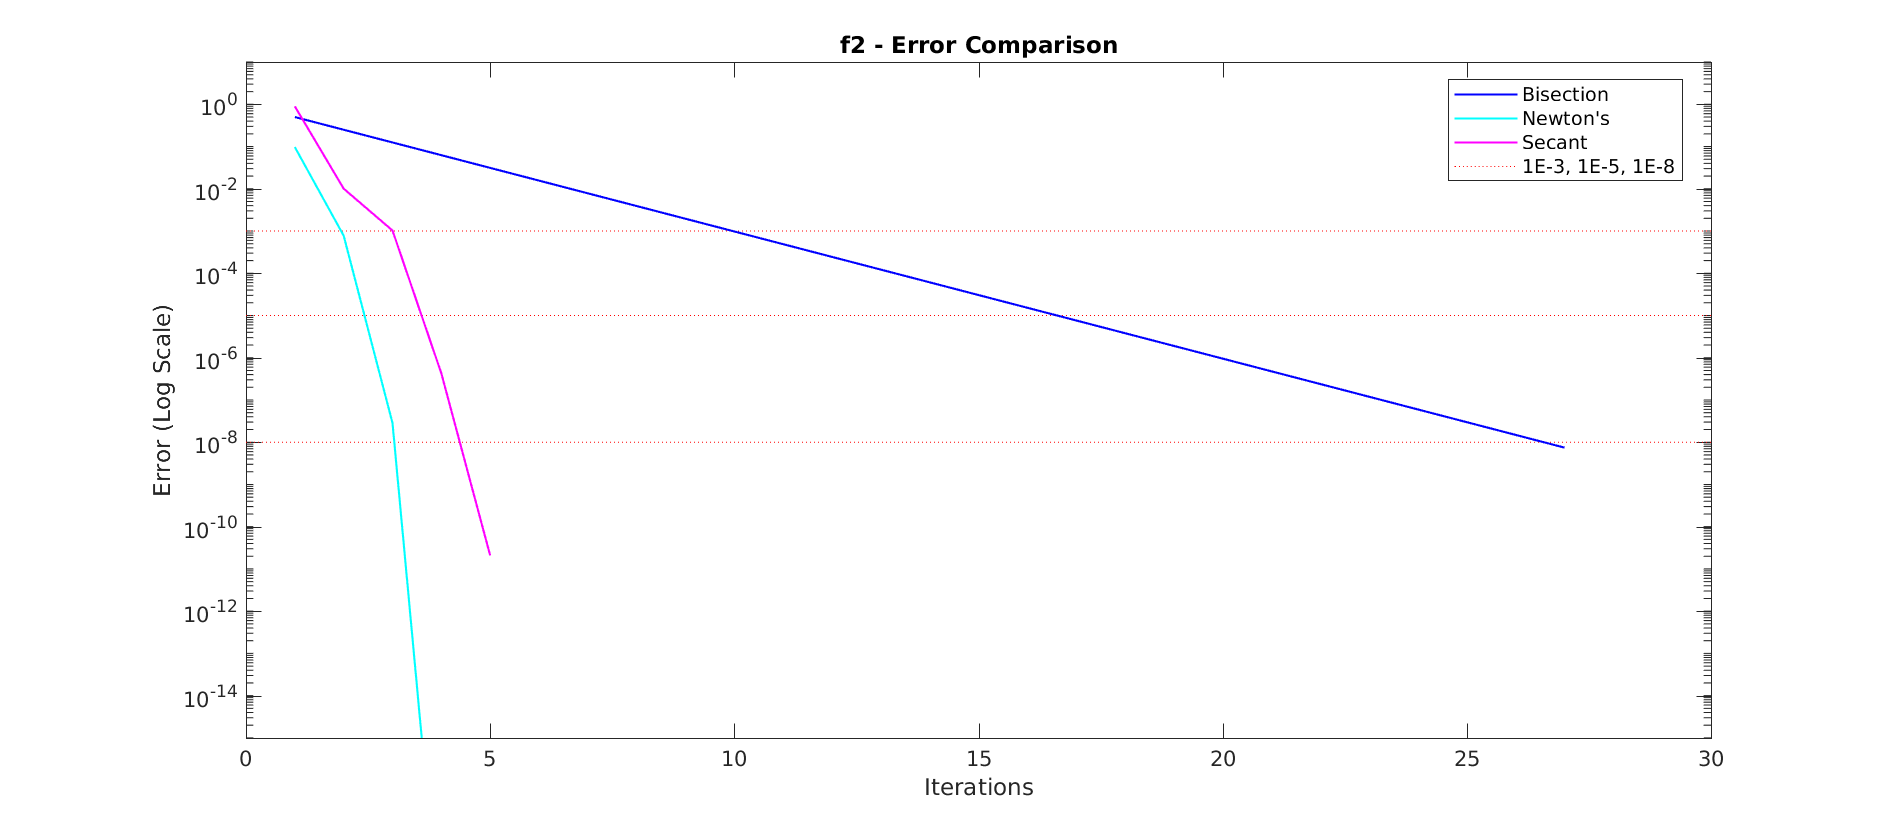 f2 - Error Comparison
Bisection
Newton's
Secant
1E-3, 1E-5, 1E-8
Error (Log Scale)
10^0
10^-2
10^-4
10^-6
10^-8
10^-10
10^-12
10^-14
0 5 10 15 20 25 30
Iterations